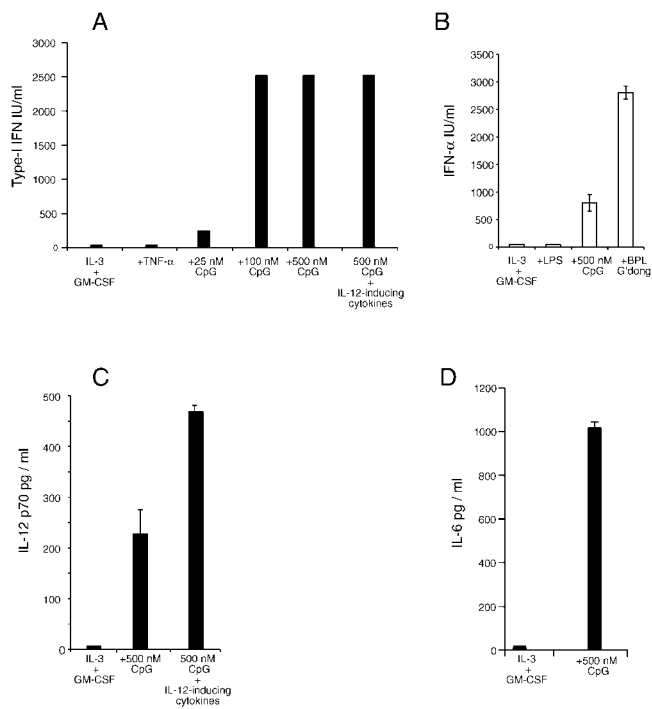 A
Type-I IFN IU/ml
3000
2500
2000
1500
1000
500
0
IL-3
+
GM-CSF
+TNF-α
+25 nM
CpG
+100 nM
CpG
+500 nM
CpG
500 nM
CpG
+
IL-12-inducing
cytokines
B
IFN-α IU/ml
3500
3000
2500
2000
1500
1000
500
0
IL-3
+
GM-CSF
+LPS
+500 nM
CpG
+BPL
G'dong
C
IL-12 p70 pg / ml
500
400
300
200
100
0
IL-3
+
GM-CSF
+500 nM
CpG
500 nM
CpG
+
IL-12-inducing
cytokines
D
IL-6 pg / ml
1200
1000
800
600
400
200
0
IL-3
+
GM-CSF
+500 nM
CpG